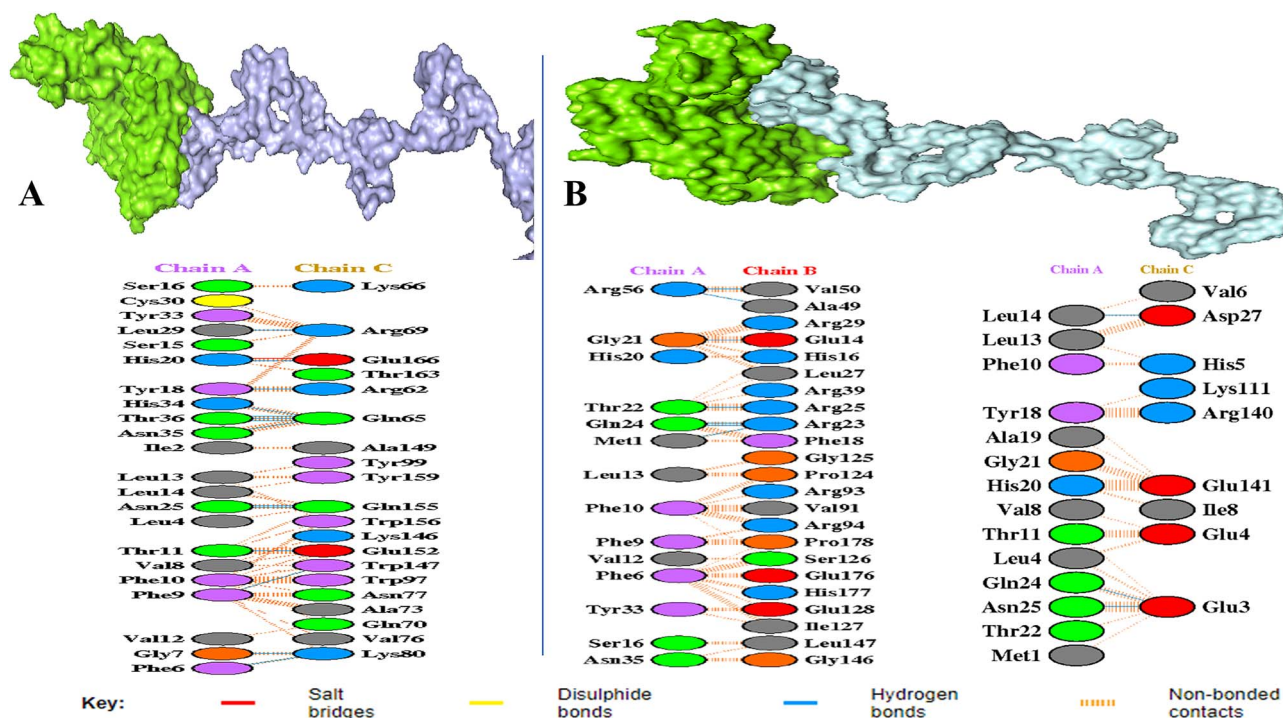 A
Chain A Chain C
Ser16 Lys66
Cys30
Tyr33
Leu29 Arg69
Ser15
His20 Glu166
Thr163
Tyr18 Arg62
His34
Thr36 Gln65
Asn35
Ile2 Ala149
Tyr99
Leu13 Tyr159
Leu14
Asn25 Gln155
Leu4 Trp156
Lys146
Thr11 Glu152
Val8 Trp147
Phe10 Trp97
Phe9 Asn77
Ala73
Gln70
Val12 Val76
Gly7 Lys80
Phe6
B
Chain A Chain B
Arg56 Val50
Ala49
Arg29
Gly21 Glu14
His20 His16
Leu27
Arg39
Thr22 Arg25
Gln24 Arg23
Met1 Phe18
Gly125
Leu13 Pro124
Arg93
Phe10 Val91
Arg94
Phe9 Pro178
Val12 Ser126
Phe6 Glu176
His177
Tyr33 Glu128
Ile127
Ser16 Leu147
Asn35 Gly146
Chain A Chain C
Val6
Leu14 Asp27
Leu13
Phe10 His5
Lys111
Tyr18 Arg140
Ala19
Gly21
His20 Glu141
Val8 Ile8
Thr11 Glu4
Leu4
Gln24
Asn25 Glu3
Thr22
Met1
Key:
Salt
bridges
Disulphide
bonds
Hydrogen
bonds
Non-bonded
contacts